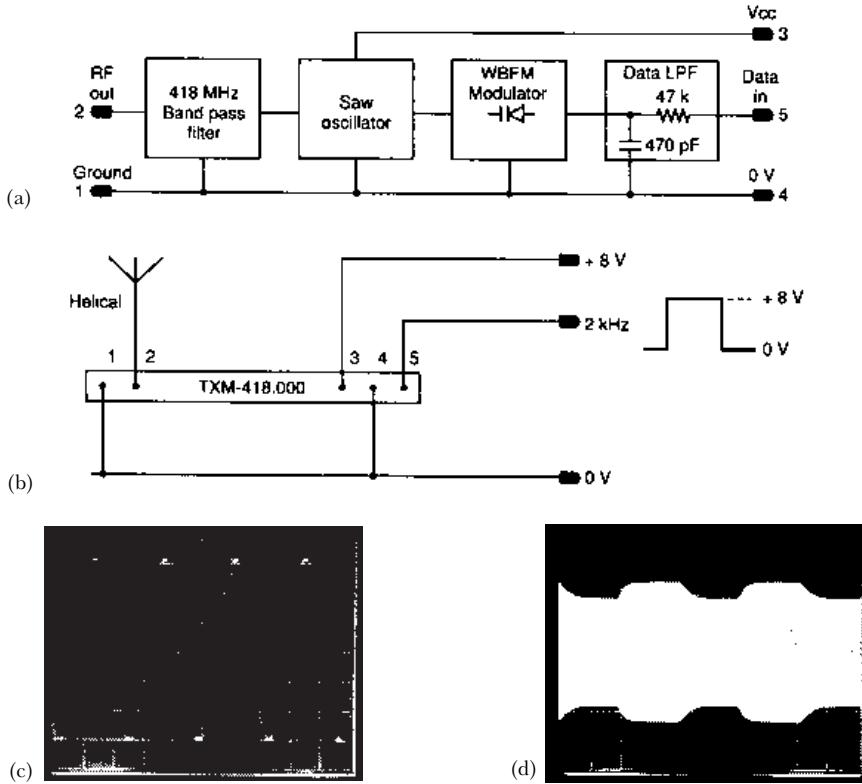 Vcc
3
RF
out
2
418 MHz
Band pass
filter
Saw
oscillator
WBFM
Modulator
Data LPF
47 k
470 pF
Data
in
5
Ground
1
0 V
4
(a)
Helical
+ 8 V
2 kHz
+ 8 V
0 V
1 2 3 4 5
TXM-418.000
0 V
(b)
(c)
(d)